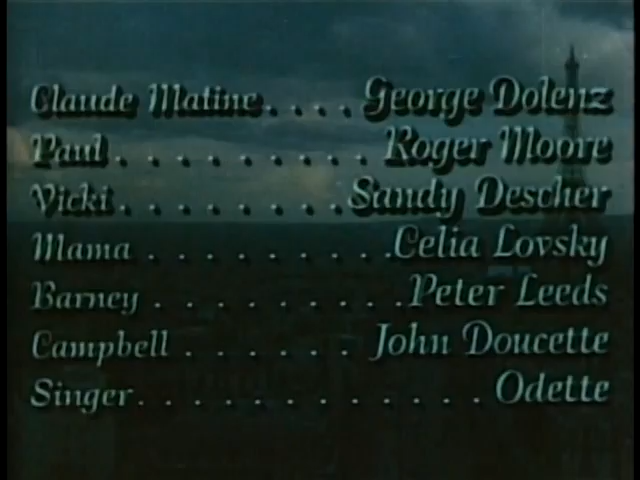 Claude Matine.... George Dolenz
Paul......... Roger Moore
Vicki........Sandy Descher
Mama.........Celia Lovsky
Barney.........Peter Leeds
Campbell...... John Doucette
Singer............ Odette